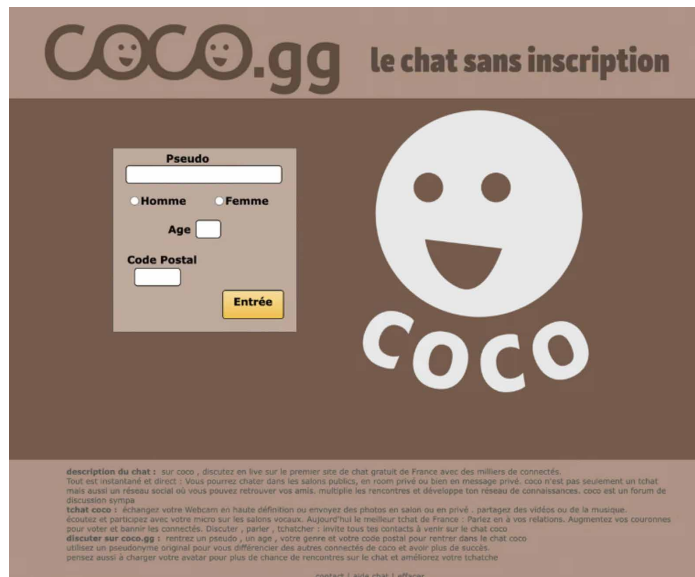 COCO.gg le chat sans inscription
Pseudo
Homme Femme
Age
Code Postal
Entrée
coco
description du chat : sur coco , discutez en live sur le premier site de chat gratuit de France avec des milliers de connectés.
Tout est instantané et direct : Vous pourrez chater dans les salons publics, en room privé ou bien en message privé. coco n'est pas seulement un tchat
mais aussi un réseau social où vous pouvez retrouver vos amis. multiplie les rencontres et développe ton réseau de connaissances. coco est un forum de
discussion sympa
tchat coco : échangez votre Webcam en haute définition ou envoyez des photos en salon ou en privé . partagez des vidéos ou de la musique.
écoutez et participez avec votre micro sur les salons vocaux. Aujourd'hui le meilleur tchat de France : Parlez en à vos relations. Augmentez vos couronnes
pour voter et bannir les connectés. Discuter , parler , tchatcher : invite tous tes contacts à venir sur le chat coco
discuter sur coco.gg : rentrez un pseudo , un age , votre genre et votre code postal pour rentrer dans le chat coco
utilisez un pseudonyme original pour vous différencier des autres connectés de coco et avoir plus de succès.
pensez aussi à charger votre avatar pour plus de chance de rencontres sur le chat et améliorez votre tchatche
contact | aide chat | effacer